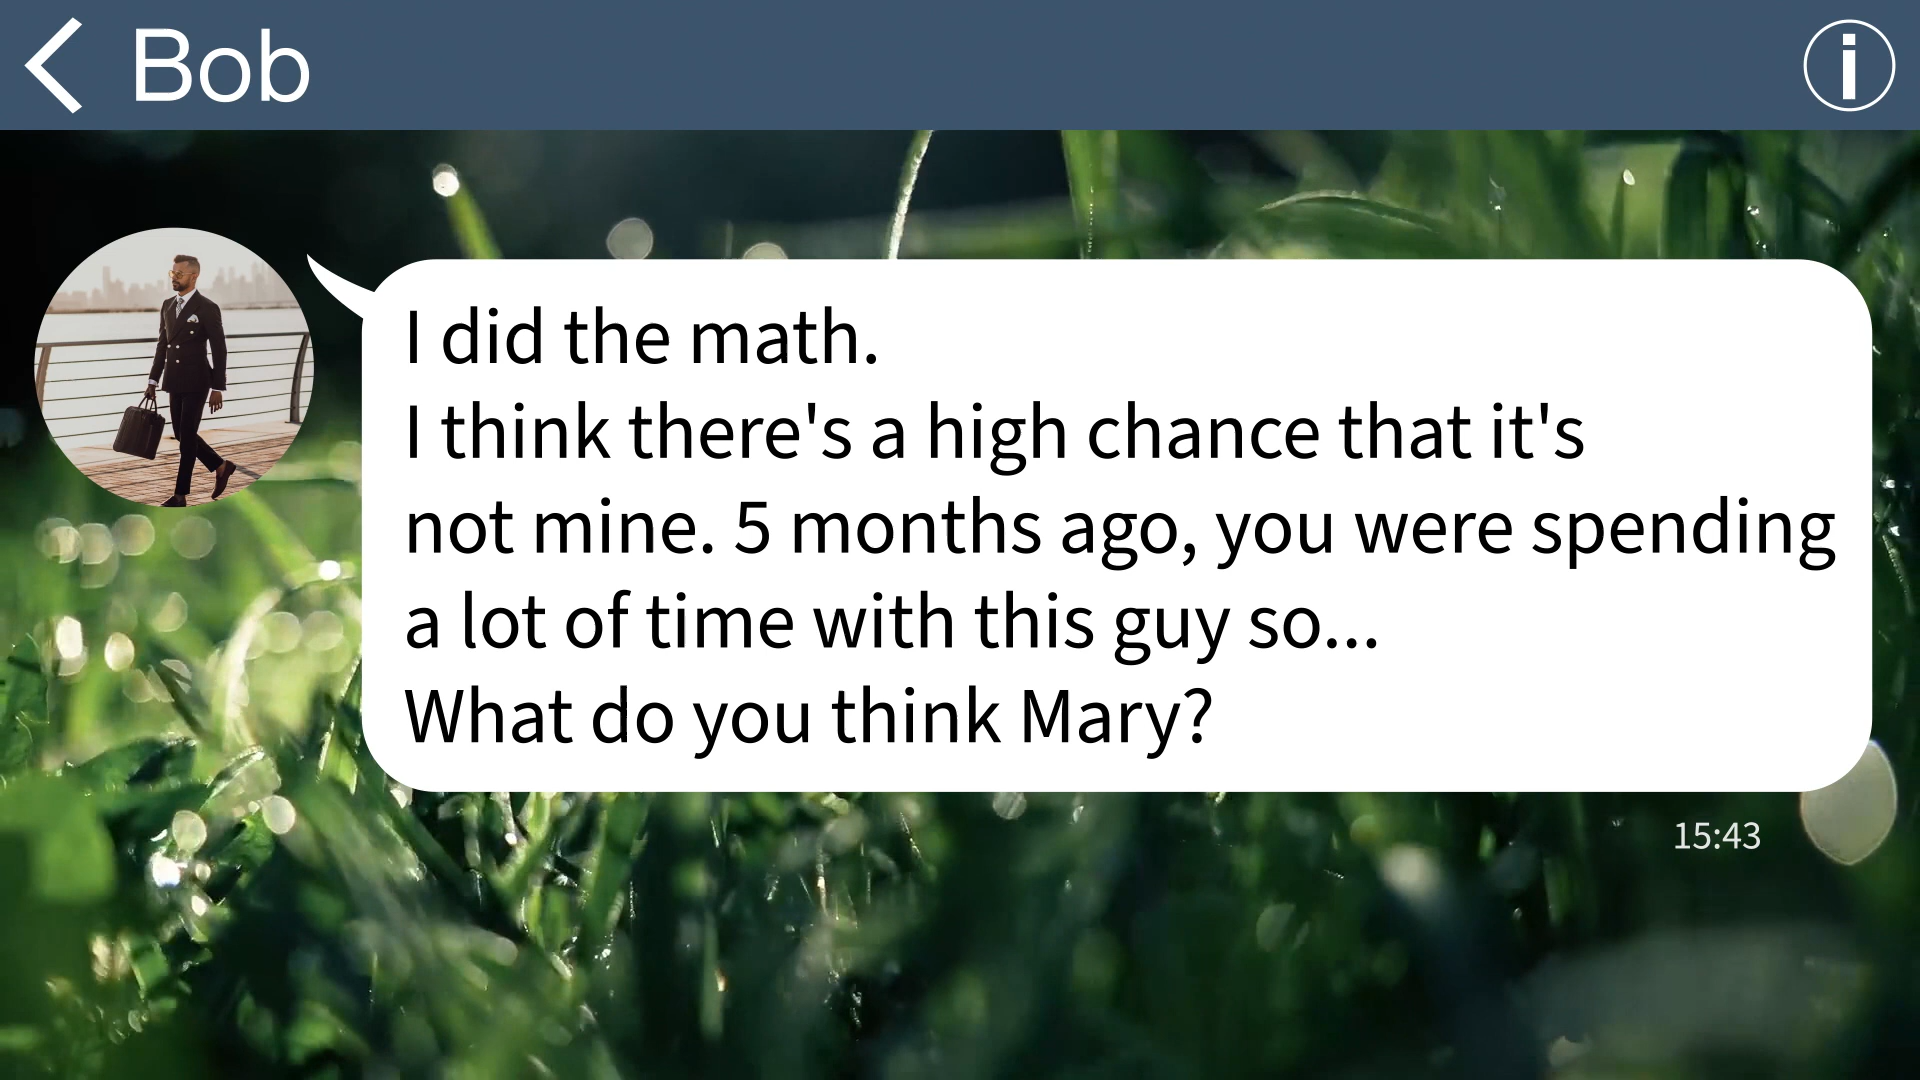 Bob
I did the math.
I think there's a high chance that it's
not mine. 5 months ago, you were spending
a lot of time with this guy so...
What do you think Mary?
15:43